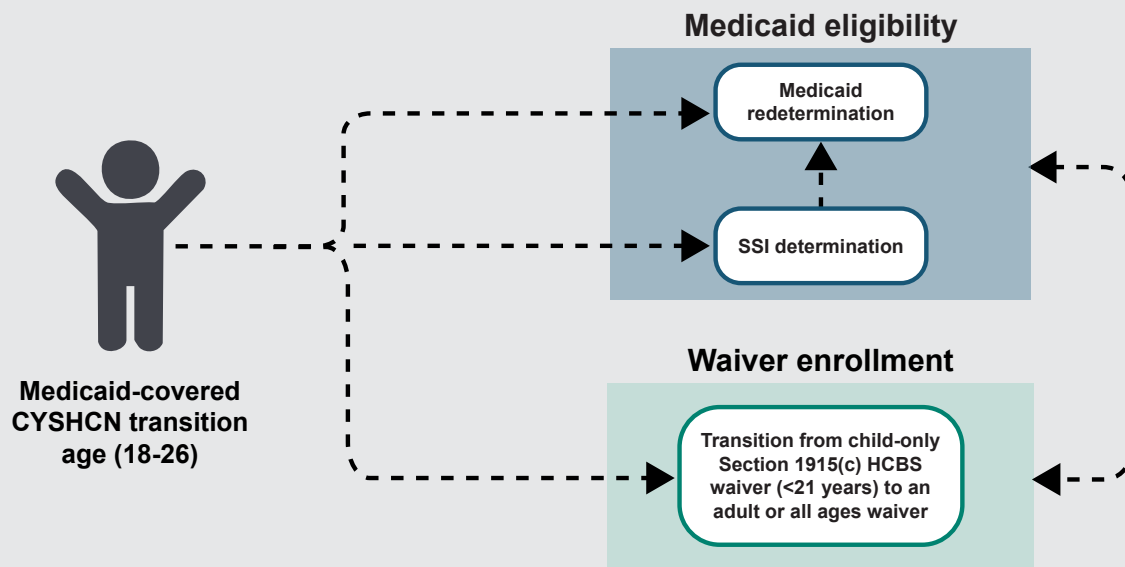 Medicaid eligibility
Medicaid
redetermination
SSI determination
Medicaid-covered
CYSHCN transition
age (18-26)
Waiver enrollment
Transition from child-only
Section 1915(c) HCBS
waiver (<21 years) to an
adult or all ages waiver